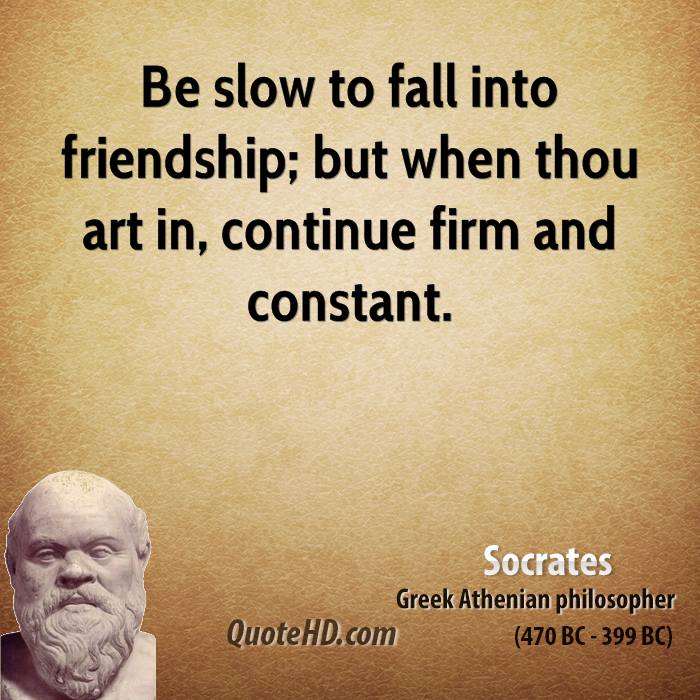 Be slow to fall into
friendship; but when thou
art in, continue firm and
constant.
Socrates
Greek Athenian philosopher
QuoteHD.com
(470 BC - 399 BC)